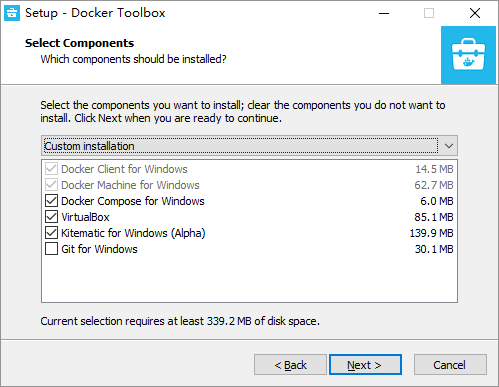 Setup - Docker Toolbox
Select Components
Which components should be installed?
Select the components you want to install; clear the components you do not want to
install. Click Next when you are ready to continue.
Custom installation
Docker Client for Windows 14.5 MB
Docker Machine for Windows 62.7 MB
Docker Compose for Windows 6.0 MB
VirtualBox 85.1 MB
Kitematic for Windows (Alpha) 139.9 MB
Git for Windows 30.1 MB
Current selection requires at least 339.2 MB of disk space.
< Back Next > Cancel